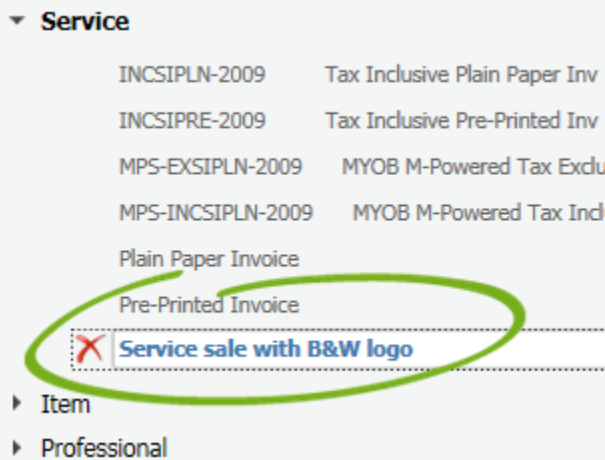 Service
INCSIPLN-2009 Tax Inclusive Plain Paper Inv
INCSIPRE-2009 Tax Inclusive Pre-Printed Inv
MPS-EXSIPLN-2009 MYOB M-Powered Tax Exclu
MPS-INCSIPLN-2009 MYOB M-Powered Tax Incl
Plain Paper Invoice
Pre-Printed Invoice
Service sale with B&W logo
Item
Professional